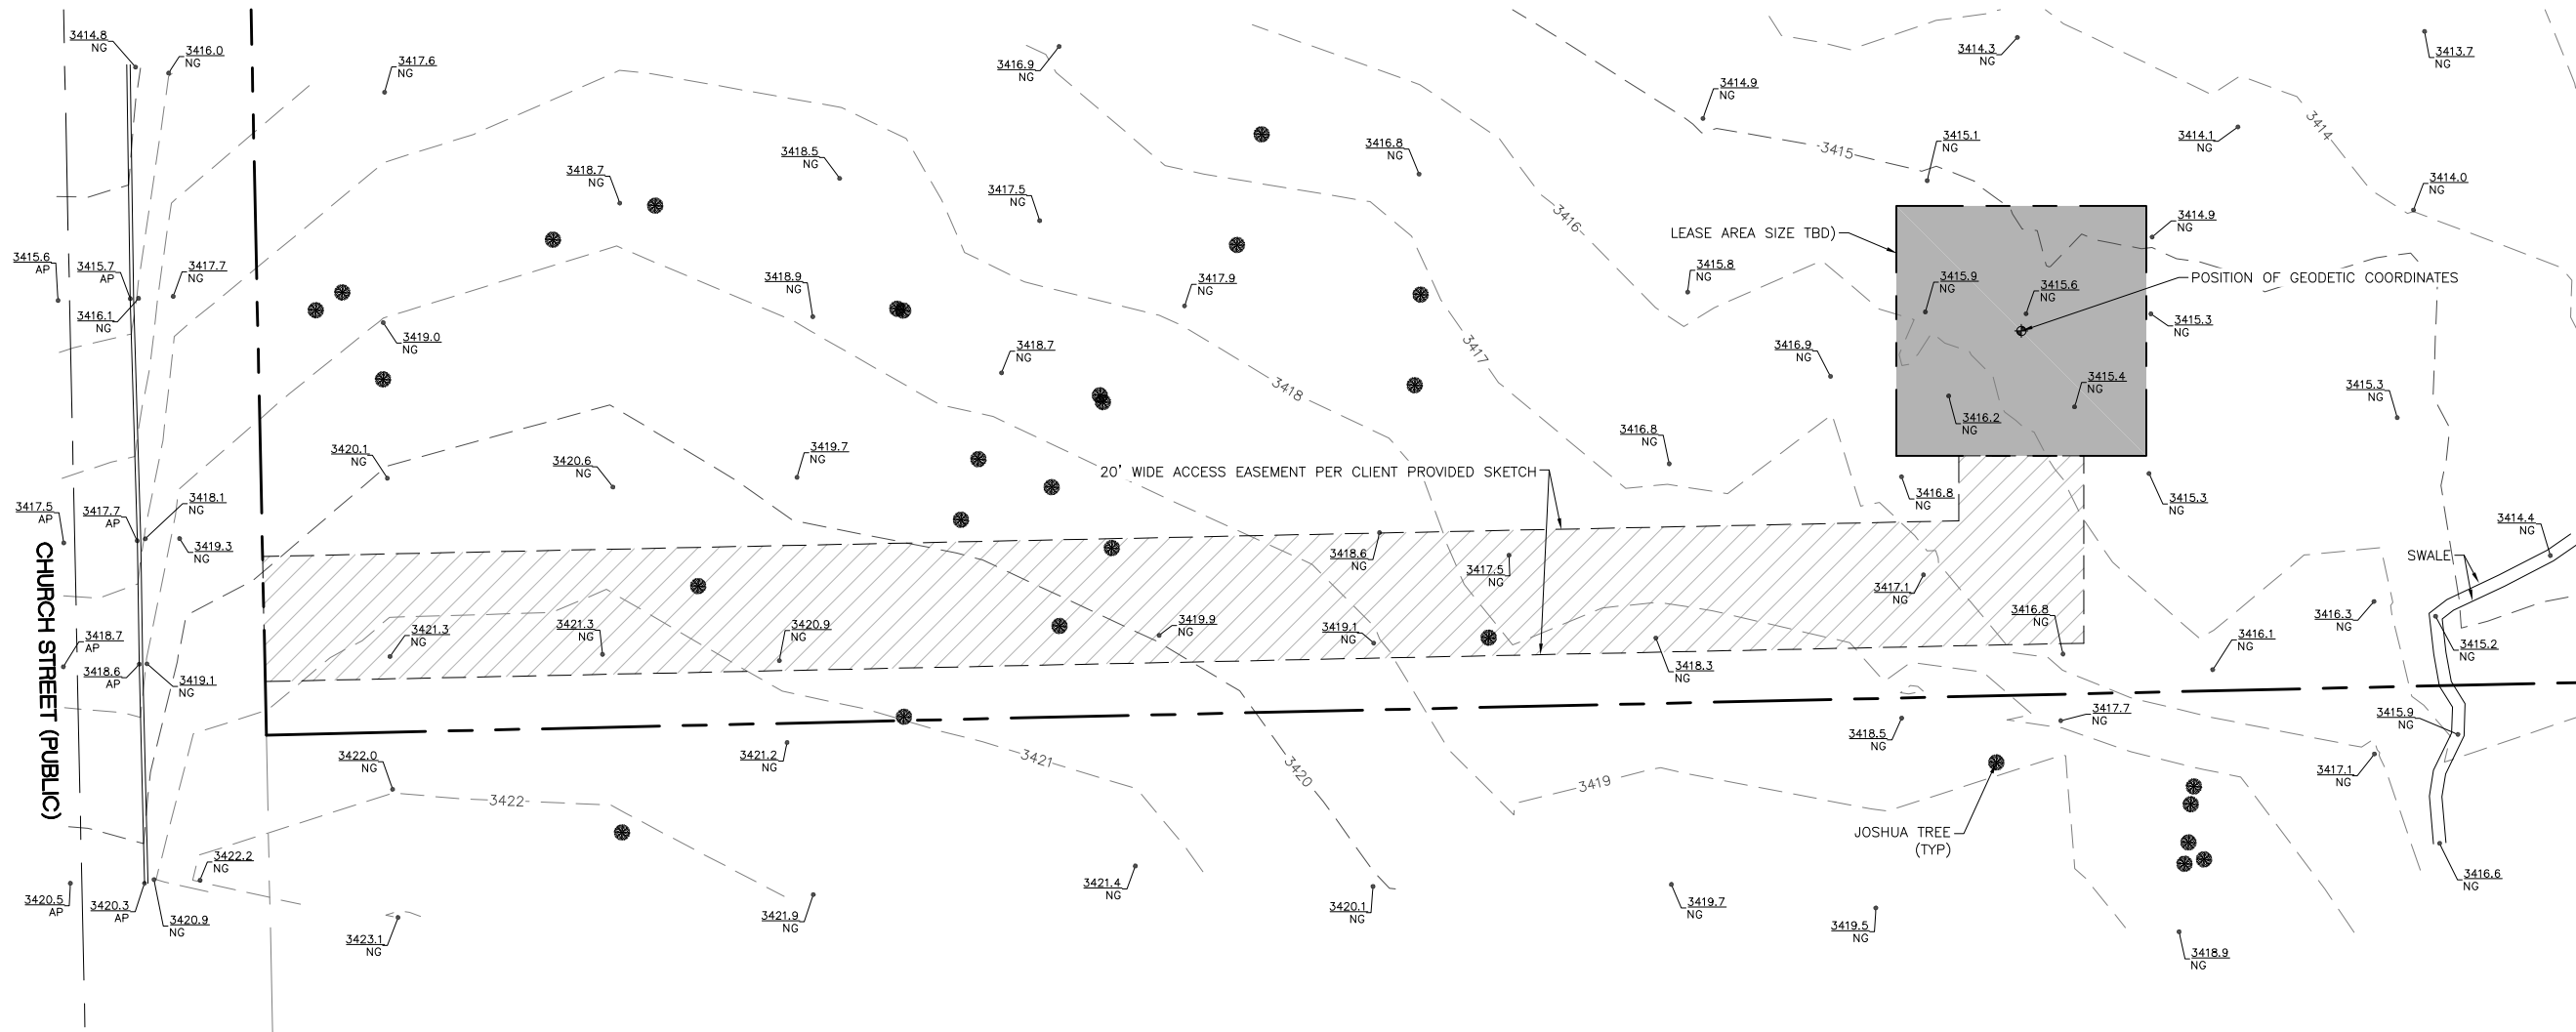 3414.8
NG
3416.0
NG
3417.6
NG
3416.9
NG
3414.9
NG
3414.3
NG
3413.7
NG
3418.7
NG
3418.5
NG
3417.5
NG
3416.8
NG
3416
3415
3415.1
NG
3414.1
NG
3414
3414.0
NG
3415.6
AP
3415.7
AP
3417.7
NG
3416.1
NG
3419.0
NG
3418.9
NG
3417.9
NG
3418.7
NG
3418
3417
LEASE AREA SIZE TBD)
3415.8
NG
3415.9
NG
3415.6
NG
3414.9
NG
POSITION OF GEODETIC COORDINATES
3415.3
NG
3416.9
NG
3415.4
NG
3416.2
NG
3415.3
NG
3420.1
NG
3420.6
NG
3419.7
NG
20' WIDE ACCESS EASEMENT PER CLIENT PROVIDED SKETCH
3416.8
NG
3416.8
NG
3415.3
NG
3417.5
AP
3417.7
AP
3418.1
NG
3419.3
NG
CHURCH STREET (PUBLIC)
3418.6
NG
3417.5
NG
3417.1
NG
3414.4
NG
SWALE
3418.7
AP
3418.6
AP
3419.1
NG
3421.3
NG
3421.3
NG
3420.9
NG
3419.9
NG
3419.1
NG
3418.3
NG
3416.8
NG
3416.1
NG
3416.3
NG
3415.2
NG
3422.0
NG
3421.2
NG
3421
3420
3419
3418.5
NG
3417.7
NG
3415.9
NG
3417.1
NG
3422
JOSHUA TREE
(TYP)
3422.2
NG
3420.5
AP
3420.3
AP
3420.9
NG
3423.1
NG
3421.9
NG
3421.4
NG
3420.1
NG
3419.7
NG
3419.5
NG
3418.9
NG
3416.6
NG